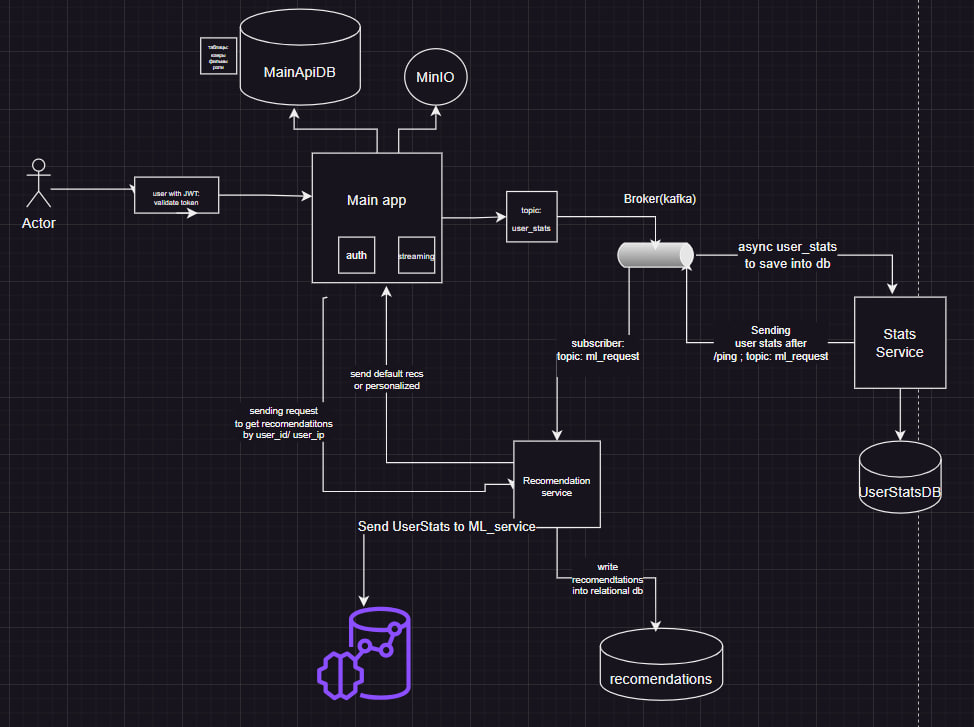 таблицы:
юзеры
фильмы
роли
MainApiDB
MinIO
Actor
user with JWT:
validate token
Main app
auth
streaming
topic:
user_stats
Broker(kafka)
async user_stats
to save into db
Stats
Service
Sending
user stats after
/ping ; topic: ml_request
subscriber:
topic: ml_request
send default recs
or personalized
sending request
to get recomendatitons
by user_id/ user_ip
Recomendation
service
UserStatsDB
Send UserStats to ML_service
write
recomendtations
into relational db
recomendations